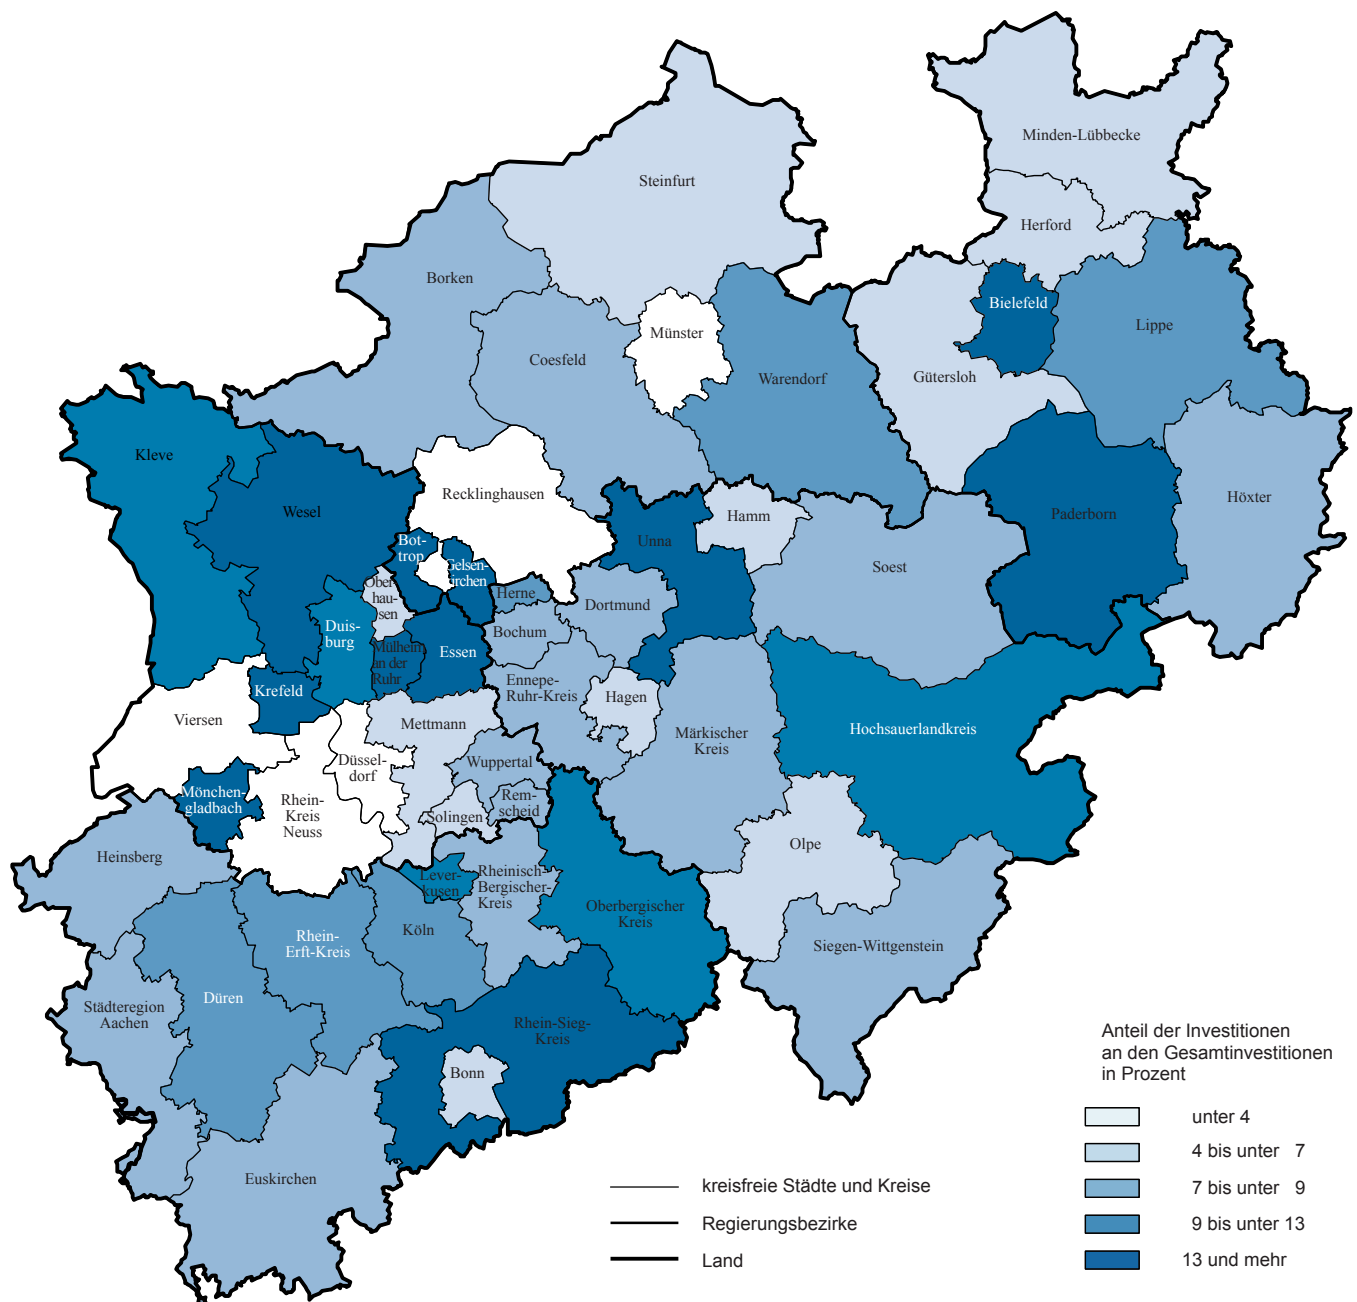 Minden-Lübbecke
Steinfurt
Herford
Borken
Bielefeld
Münster
Lippe
Coesfeld
Warendorf
Gütersloh
Kleve
Recklinghausen
Höxter
Wesel
Hamm
Paderborn
Unna
Bot-
trop
Gelsen-
kirchen
Soest
Ober-
hau-
sen
Herne
Dortmund
Duis-
burg
Bochum
Mülheim
an der
Ruhr
Essen
Ennepe-
Ruhr-Kreis
Hagen
Krefeld
Viersen
Mettmann
Märkischer
Kreis
Hochsauerlandkreis
Düssel-
dorf
Wuppertal
Mönchen-
gladbach
Rem-
scheid
Rhein-
Kreis
Neuss
Solingen
Olpe
Heinsberg
Lever-
kusen
Rheinisch-
Bergischer-
Kreis
Oberbergischer
Kreis
Rhein-
Erft-Kreis
Köln
Siegen-Wittgenstein
Düren
Städteregion
Aachen
Rhein-Sieg-
Kreis
Bonn
Euskirchen
Anteil der Investitionen
an den Gesamtinvestitionen
in Prozent
unter 4
4 bis unter 7
7 bis unter 9
9 bis unter 13
13 und mehr
kreisfreie Städte und Kreise
Regierungsbezirke
Land